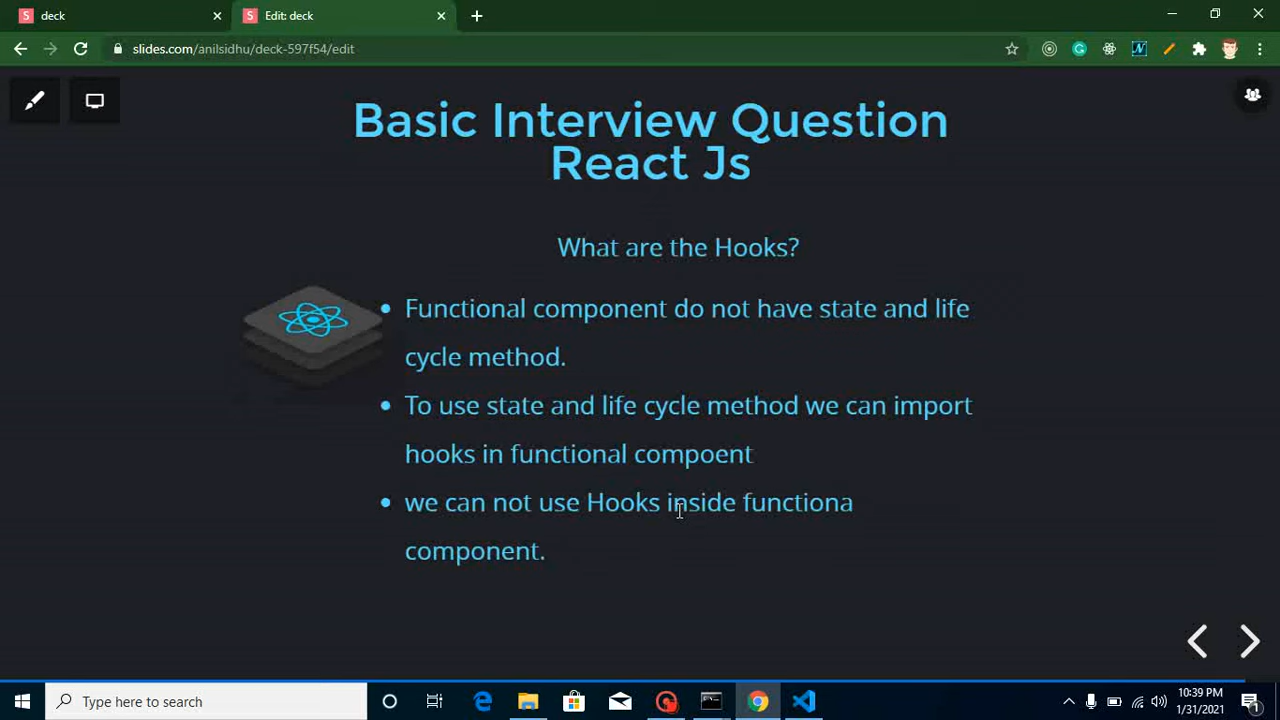 deck
Edit: deck
slides.com/anilsidhu/deck-597f54/edit
Basic Interview Question
React Js
What are the Hooks?
Functional component do not have state and life
cycle method.
To use state and life cycle method we can import
hooks in functional compoent
we can not use Hooks inside functiona
component.
Type here to search
10:39 PM
1/31/2021